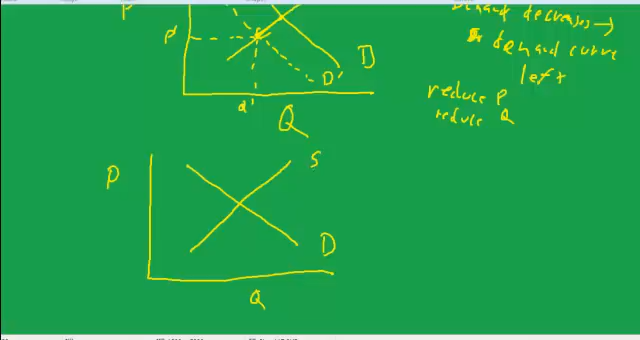 demand decreases →
demand curve
left
reduce P
reduce Q
P'
D
D'
Q'
Q
P
S
D
Q